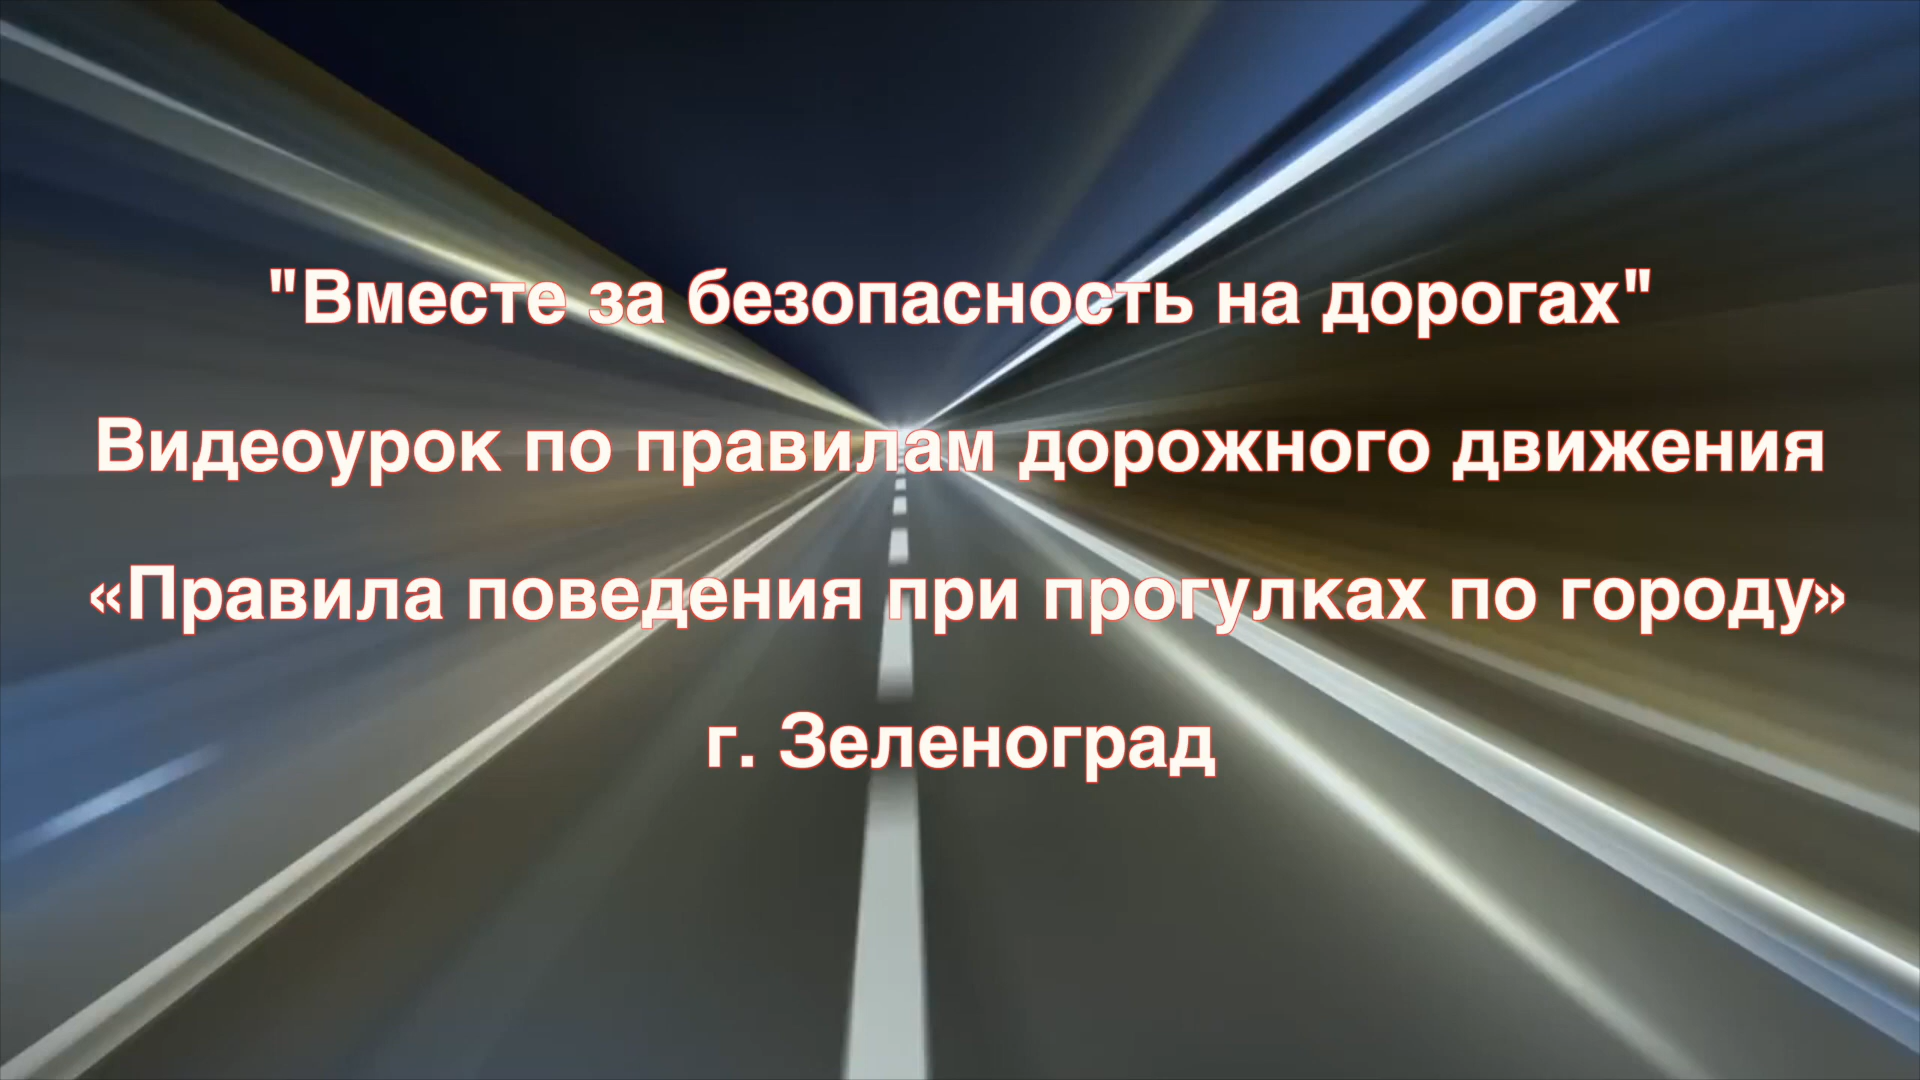 "Вместе за безопасность на дорогах"
Видеоурок по правилам дорожного движения
«Правила поведения при прогулках по городу»
г. Зеленоград